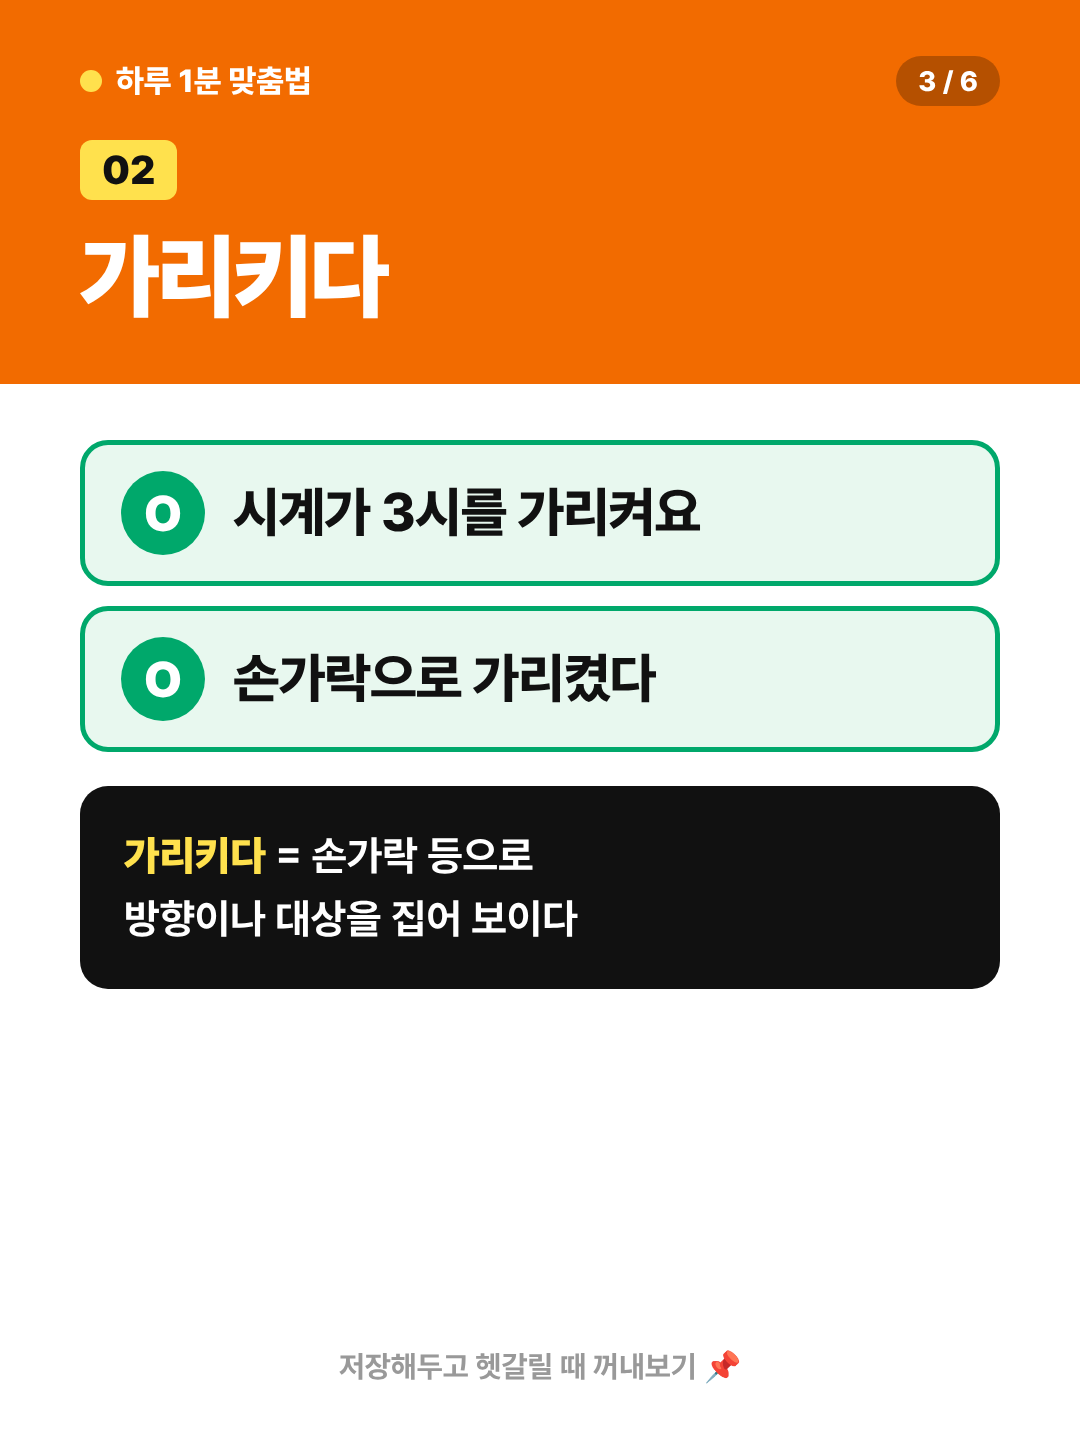 하루 1분 맞춤법
3 / 6
02
가리키다
O 시계가 3시를 가리켜요
O 손가락으로 가리켰다
가리키다 = 손가락 등으로
방향이나 대상을 집어 보이다
저장해두고 헷갈릴 때 꺼내보기 📌